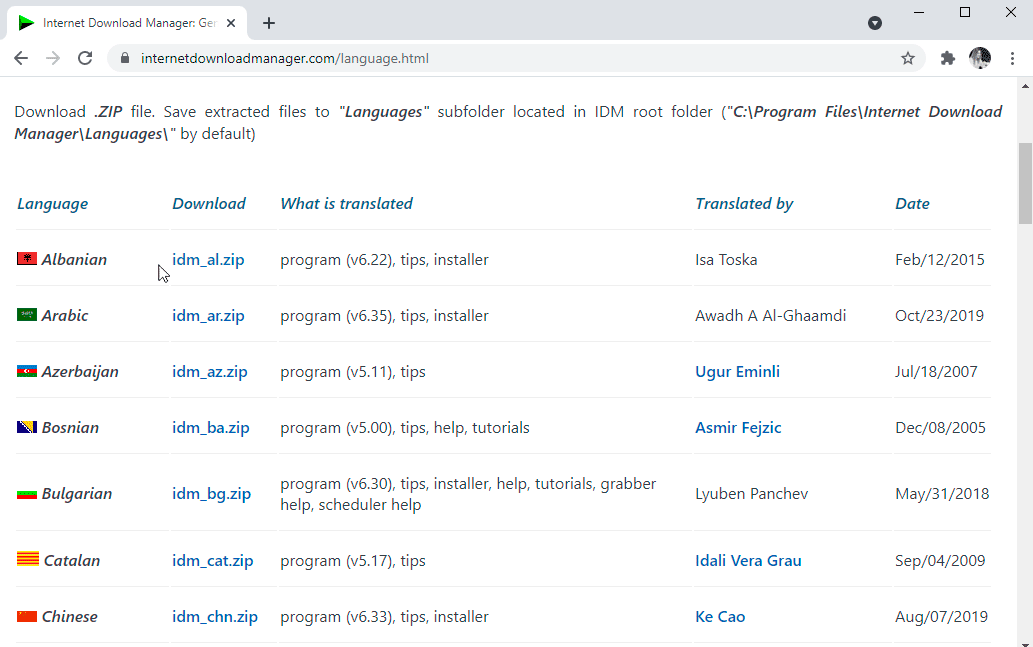 Internet Download Manager: Ger
internetdownloadmanager.com/language.html
Download .ZIP file. Save extracted files to "Languages" subfolder located in IDM root folder ("C:\Program Files\Internet Download
Manager\Languages\" by default)
Language Download What is translated Translated by Date
Albanian idm_al.zip program (v6.22), tips, installer Isa Toska Feb/12/2015
Arabic idm_ar.zip program (v6.35), tips, installer Awadh A Al-Ghaamdi Oct/23/2019
Azerbaijan idm_az.zip program (v5.11), tips Ugur Eminli Jul/18/2007
Bosnian idm_ba.zip program (v5.00), tips, help, tutorials Asmir Fejzic Dec/08/2005
Bulgarian idm_bg.zip program (v6.30), tips, installer, help, tutorials, grabber
help, scheduler help Lyuben Panchev May/31/2018
Catalan idm_cat.zip program (v5.17), tips Idali Vera Grau Sep/04/2009
Chinese idm_chn.zip program (v6.33), tips, installer Ke Cao Aug/07/2019